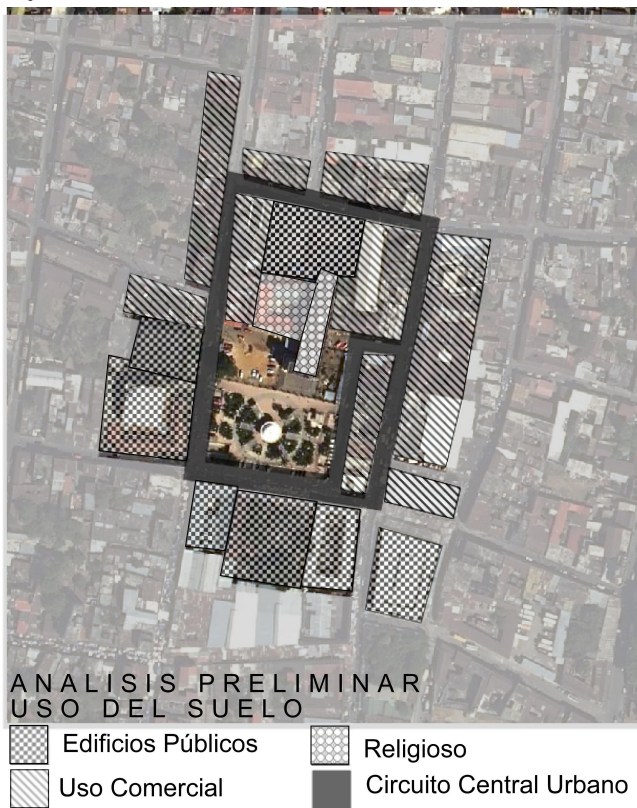 ANALISIS PRELIMINAR
USO DEL SUELO
Edificios Públicos
Religioso
Uso Comercial
Circuito Central Urbano